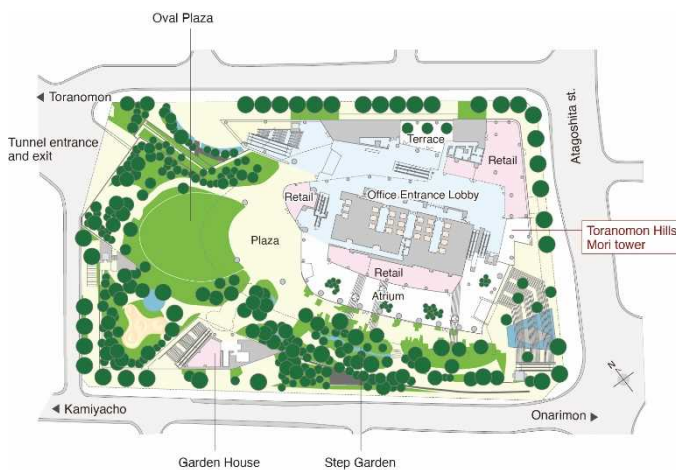 Oval Plaza
Toranomon
Atagoshita st.
Tunnel entrance
and exit
Terrace
Retail
Office Entrance Lobby
Retail
Plaza
Toranomon Hills
Mori tower
Retail
Atrium
N
Kamiyacho
Onarimon
Garden House
Step Garden